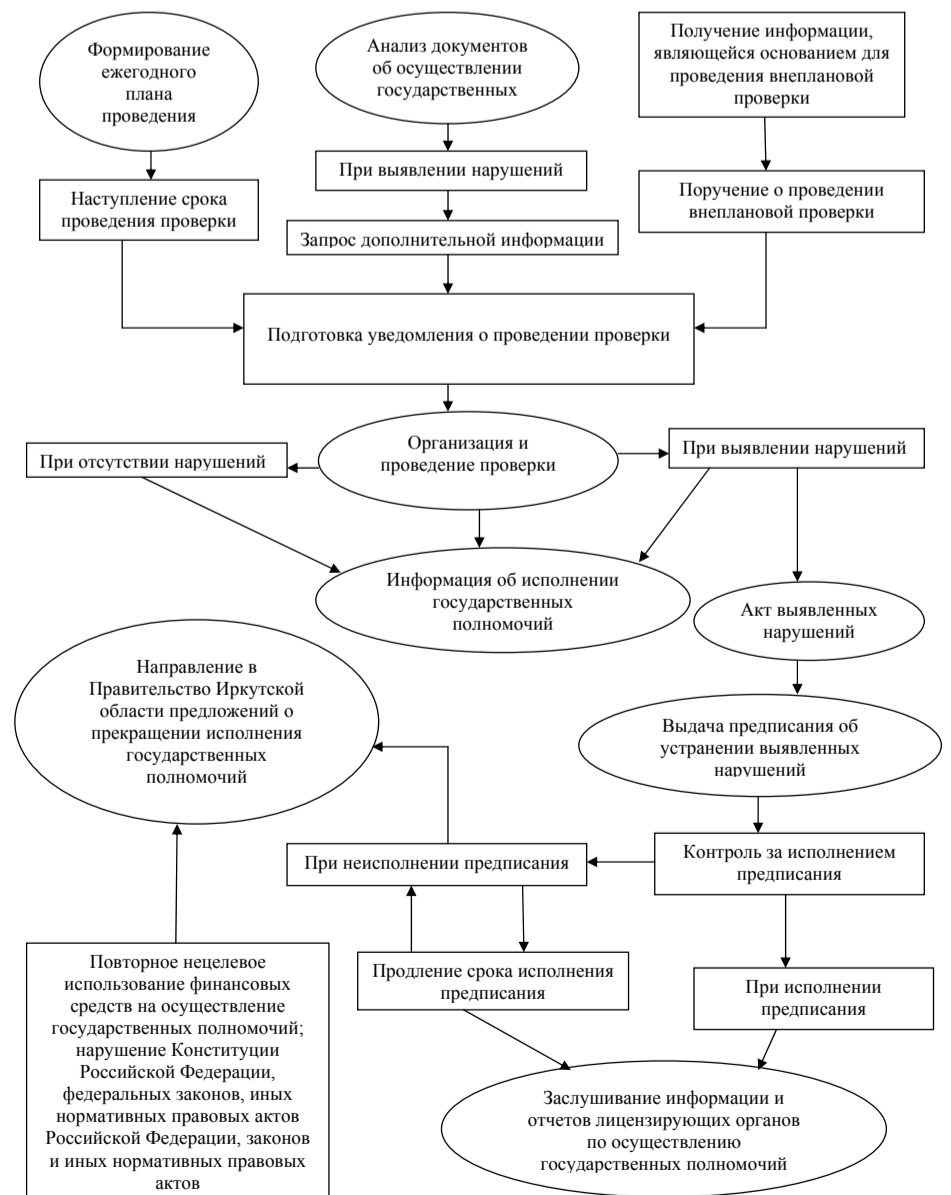 Формирование
ежегодного
плана
проведения
Анализ документов
об осуществлении
государственных
Получение информации,
являющейся основанием для
проведения внеплановой
проверки
При выявлении нарушений
Наступление срока
проведения проверки
Поручение о проведении
внеплановой проверки
Запрос дополнительной информации
Подготовка уведомления о проведении проверки
Организация и
проведение проверки
При отсутствии нарушений
При выявлении нарушений
Информация об исполнении
государственных
полномочий
Акт выявленных
нарушений
Направление в
Правительство Иркутской
области предложений о
прекращении исполнения
государственных
полномочий
Выдача предписания об
устранении выявленных
нарушений
При неисполнении предписания
Контроль за исполнением
предписания
Повторное нецелевое
использование финансовых
средств на осуществление
государственных полномочий;
нарушение Конституции
Российской Федерации,
федеральных законов, иных
нормативных правовых актов
Российской Федерации, законов
и иных нормативных правовых
актов
Продление срока исполнения
предписания
При исполнении
предписания
Заслушивание информации и
отчетов лицензирующих органов
по осуществлению
государственных полномочий